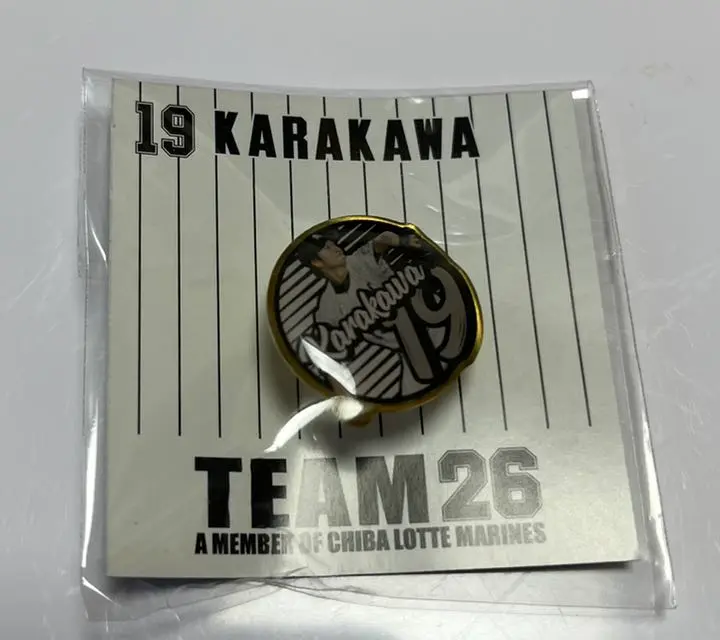 19 KARAKAWA
Karakawa
19
TEAM 26
A MEMBER OF CHIBA LOTTE MARINES